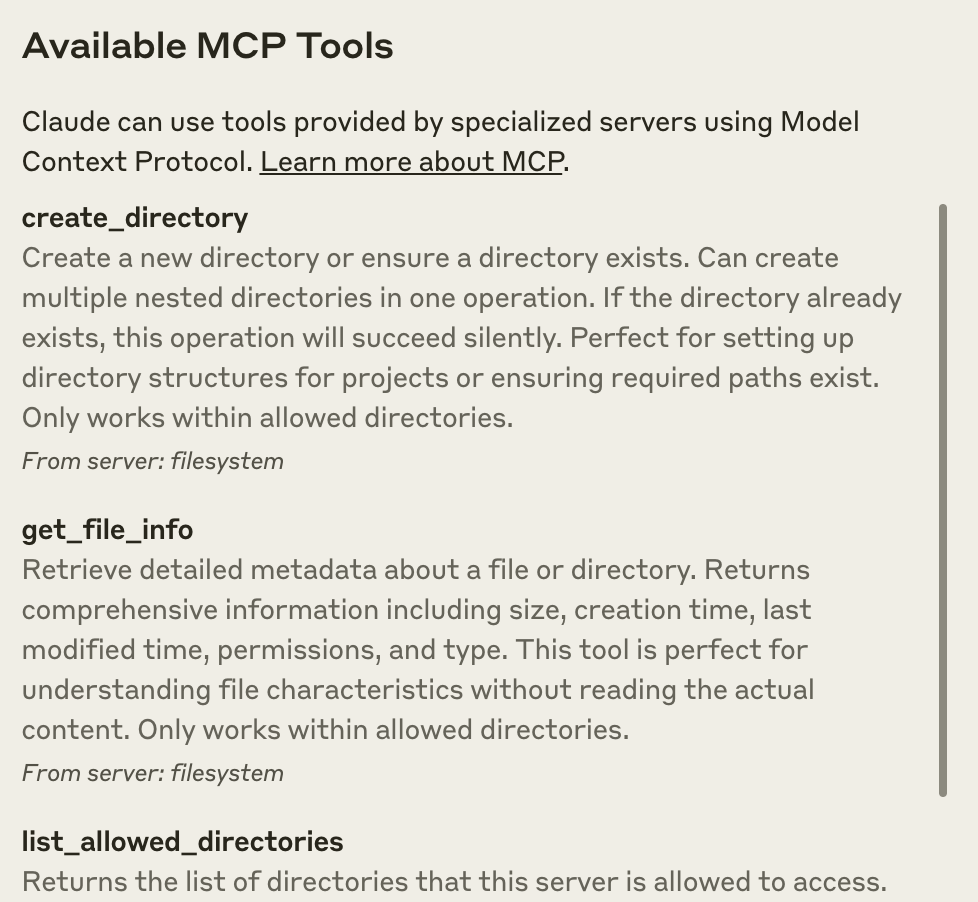 Available MCP Tools
Claude can use tools provided by specialized servers using Model
Context Protocol. Learn more about MCP.
create_directory
Create a new directory or ensure a directory exists. Can create
multiple nested directories in one operation. If the directory already
exists, this operation will succeed silently. Perfect for setting up
directory structures for projects or ensuring required paths exist.
Only works within allowed directories.
From server: filesystem
get_file_info
Retrieve detailed metadata about a file or directory. Returns
comprehensive information including size, creation time, last
modified time, permissions, and type. This tool is perfect for
understanding file characteristics without reading the actual
content. Only works within allowed directories.
From server: filesystem
list_allowed_directories
Returns the list of directories that this server is allowed to access.